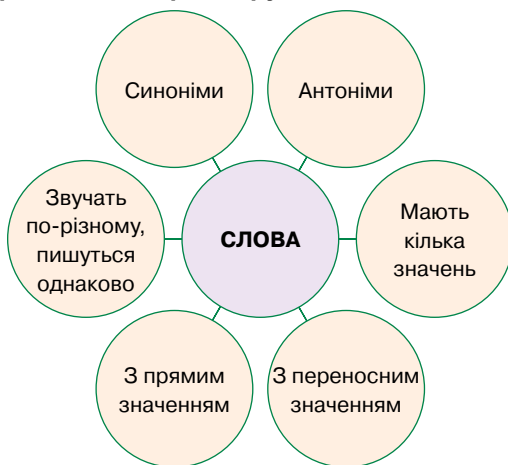 Синоніми
Антоніми
Звучать
по-різному,
пишуться
однаково
СЛОВА
Мають
кілька
значень
З прямим
значенням
З переносним
значенням